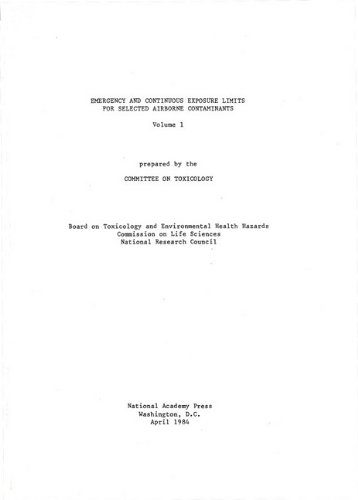 EMERGENCY AND CONTINUOUS EXPOSURE LIMITS
FOR SELECTED AIRBORNE CONTAMINANTS
Volume 1
prepared by the
COMMITTEE ON TOXICOLOGY
Board on Toxicology and Environmental Health Hazards
Commission on Life Sciences
National Research Council
National Academy Press
Washington, D.C.
April 1984